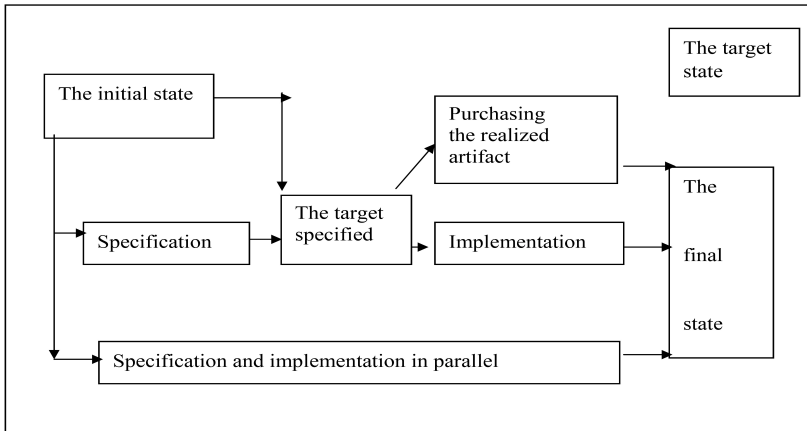 The target
state
The initial state
Purchasing
the realized
artifact
The
final
state
The target
specified
Specification
Implementation
Specification and implementation in parallel